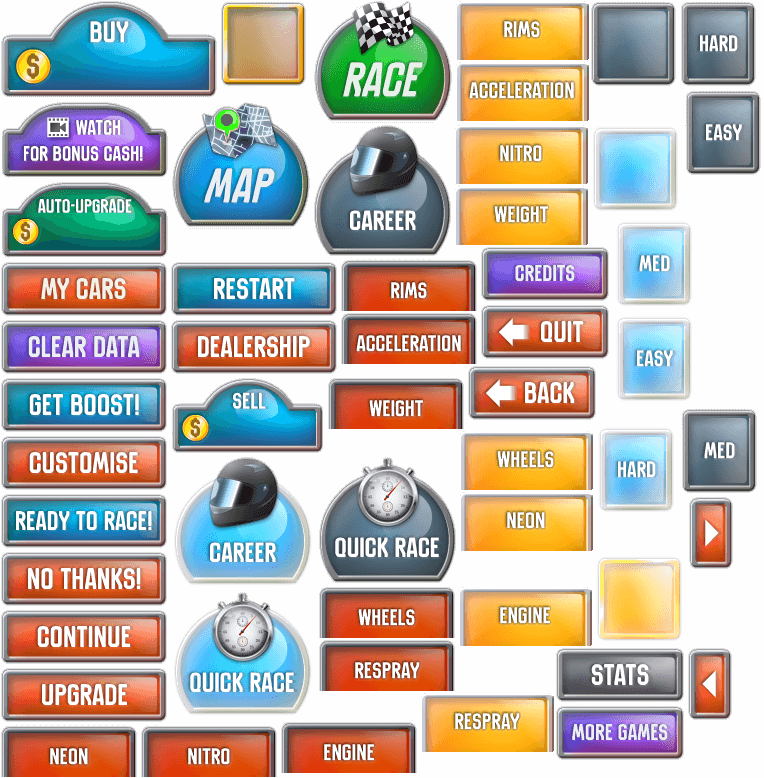 BUY
$
RACE
RIMS
HARD
ACCELERATION
WATCH
FOR BONUS CASH!
EASY
MAP
NITRO
AUTO-UPGRADE
$
CAREER
WEIGHT
MY CARS
RESTART
RIMS
CREDITS
MED
CLEAR DATA
DEALERSHIP
ACCELERATION
QUIT
EASY
GET BOOST!
SELL
$
WEIGHT
BACK
CUSTOMISE
WHEELS
HARD
MED
READY TO RACE!
CAREER
QUICK RACE
NEON
NO THANKS!
CONTINUE
QUICK RACE
WHEELS
ENGINE
RESPRAY
STATS
UPGRADE
RESPRAY
MORE GAMES
NEON
NITRO
ENGINE